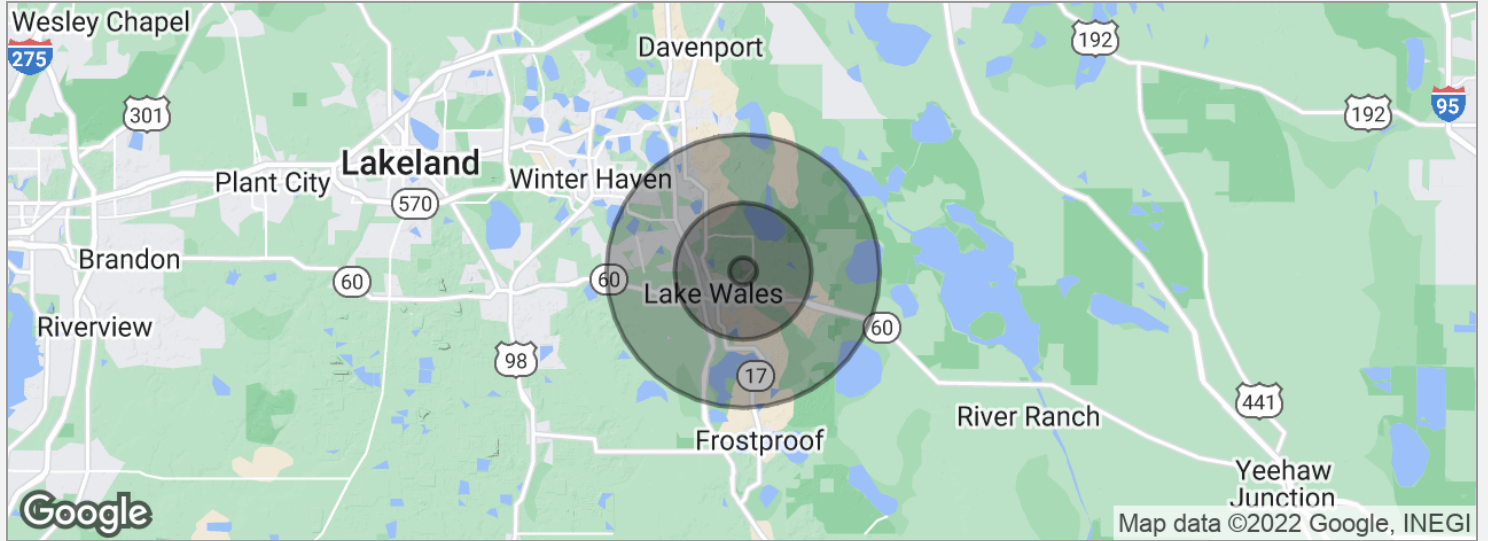 Wesley Chapel
275
301
Davenport
192
192
95
Lakeland
Plant City
570
Winter Haven
Brandon
60
60
Lake Wales
Riverview
98
60
17
River Ranch
441
Frostproof
Yeehaw
Junction
Google
Map data ©2022 Google, INEGI